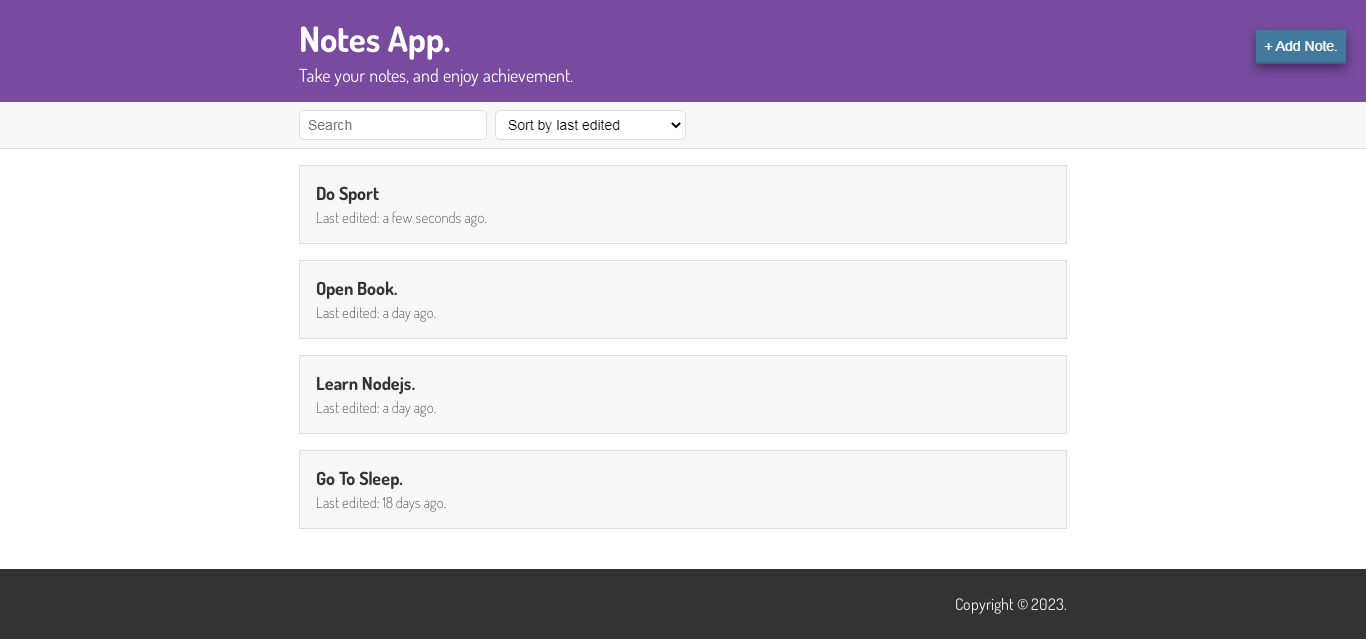 Notes App.
Take your notes, and enjoy achievement.
+ Add Note.
Search
Sort by last edited
Do Sport
Last edited: a few seconds ago.
Open Book.
Last edited: a day ago.
Learn Nodejs.
Last edited: a day ago.
Go To Sleep.
Last edited: 18 days ago.
Copyright © 2023.